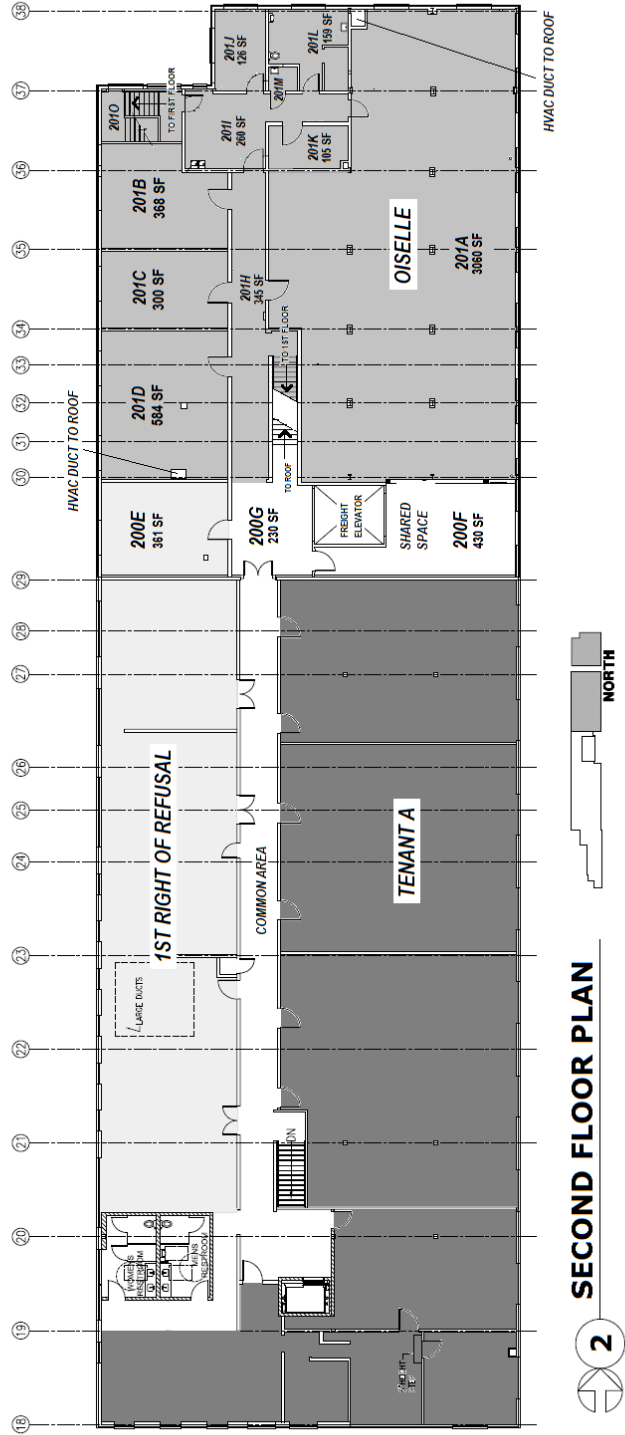 18 19 20 21 22 23 24 25 26 27 28 29 30 31 32 33 34 35 36 37 38
HVAC DUCT TO ROOF
WOMENS
RESTROOM
MENS
RESTROOM
LARGE DUCTS
1ST RIGHT OF REFUSAL
200E
361 SF
201D
584 SF
201C
300 SF
201B
368 SF
201O
TO FIRST FLOOR
201J
126 SF
201I
260 SF
201L
159 SF
201M
201K
105 SF
201H
345 SF
TO 1ST FLOOR
TO ROOF
200G
230 SF
COMMON AREA
DN
FREIGHT
ELEVATOR
SHARED
SPACE
200F
430 SF
OISELLE
201A
3060 SF
TENANT A
HVAC DUCT TO ROOF
2
SECOND FLOOR PLAN
NORTH